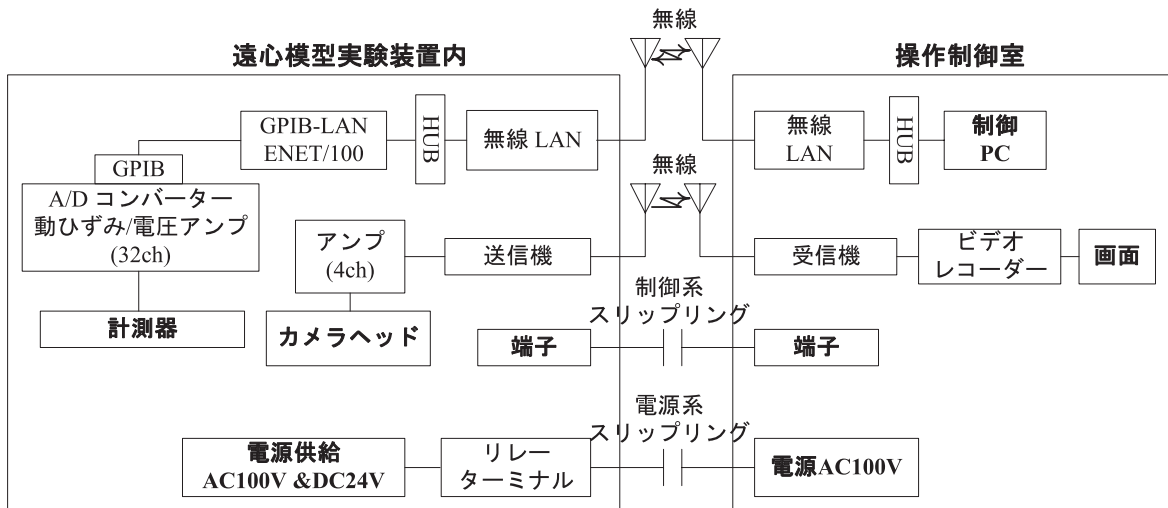 無線
遠心模型実験装置内
操作制御室
GPIB-LAN
ENET/100
HUB
無線 LAN
無線
LAN
HUB
制御
PC
GPIB
A/D コンバーター
動ひずみ/電圧アンプ
(32ch)
無線
アンプ
(4ch)
送信機
受信機
ビデオ
レコーダー
画面
計測器
カメラヘッド
制御系
スリップリング
端子
端子
電源系
スリップリング
電源供給
AC100V &DC24V
リレー
ターミナル
電源AC100V